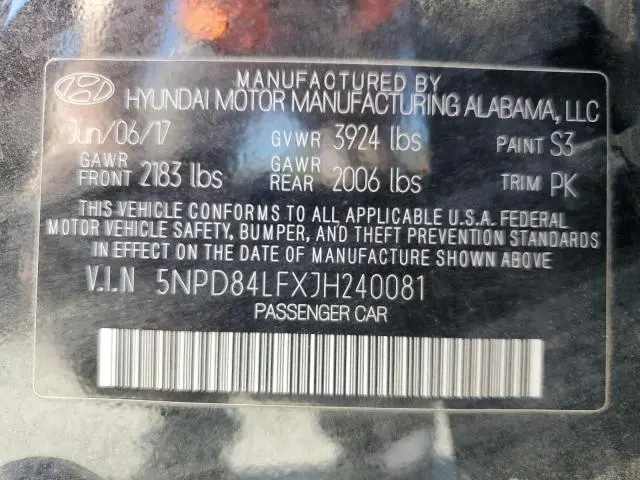 MANUFACTURED BY
HYUNDAI MOTOR MANUFACTURING ALABAMA, LLC
Jun/06/17 GVWR 3924 lbs PAINT S3
GAWR FRONT 2183 lbs GAWR REAR 2006 lbs TRIM PK
THIS VEHICLE CONFORMS TO ALL APPLICABLE U.S.A. FEDERAL
MOTOR VEHICLE SAFETY, BUMPER, AND THEFT PREVENTION STANDARDS
IN EFFECT ON THE DATE OF MANUFACTURE SHOWN ABOVE
V.I.N 5NPD84LFXJH240081
PASSENGER CAR